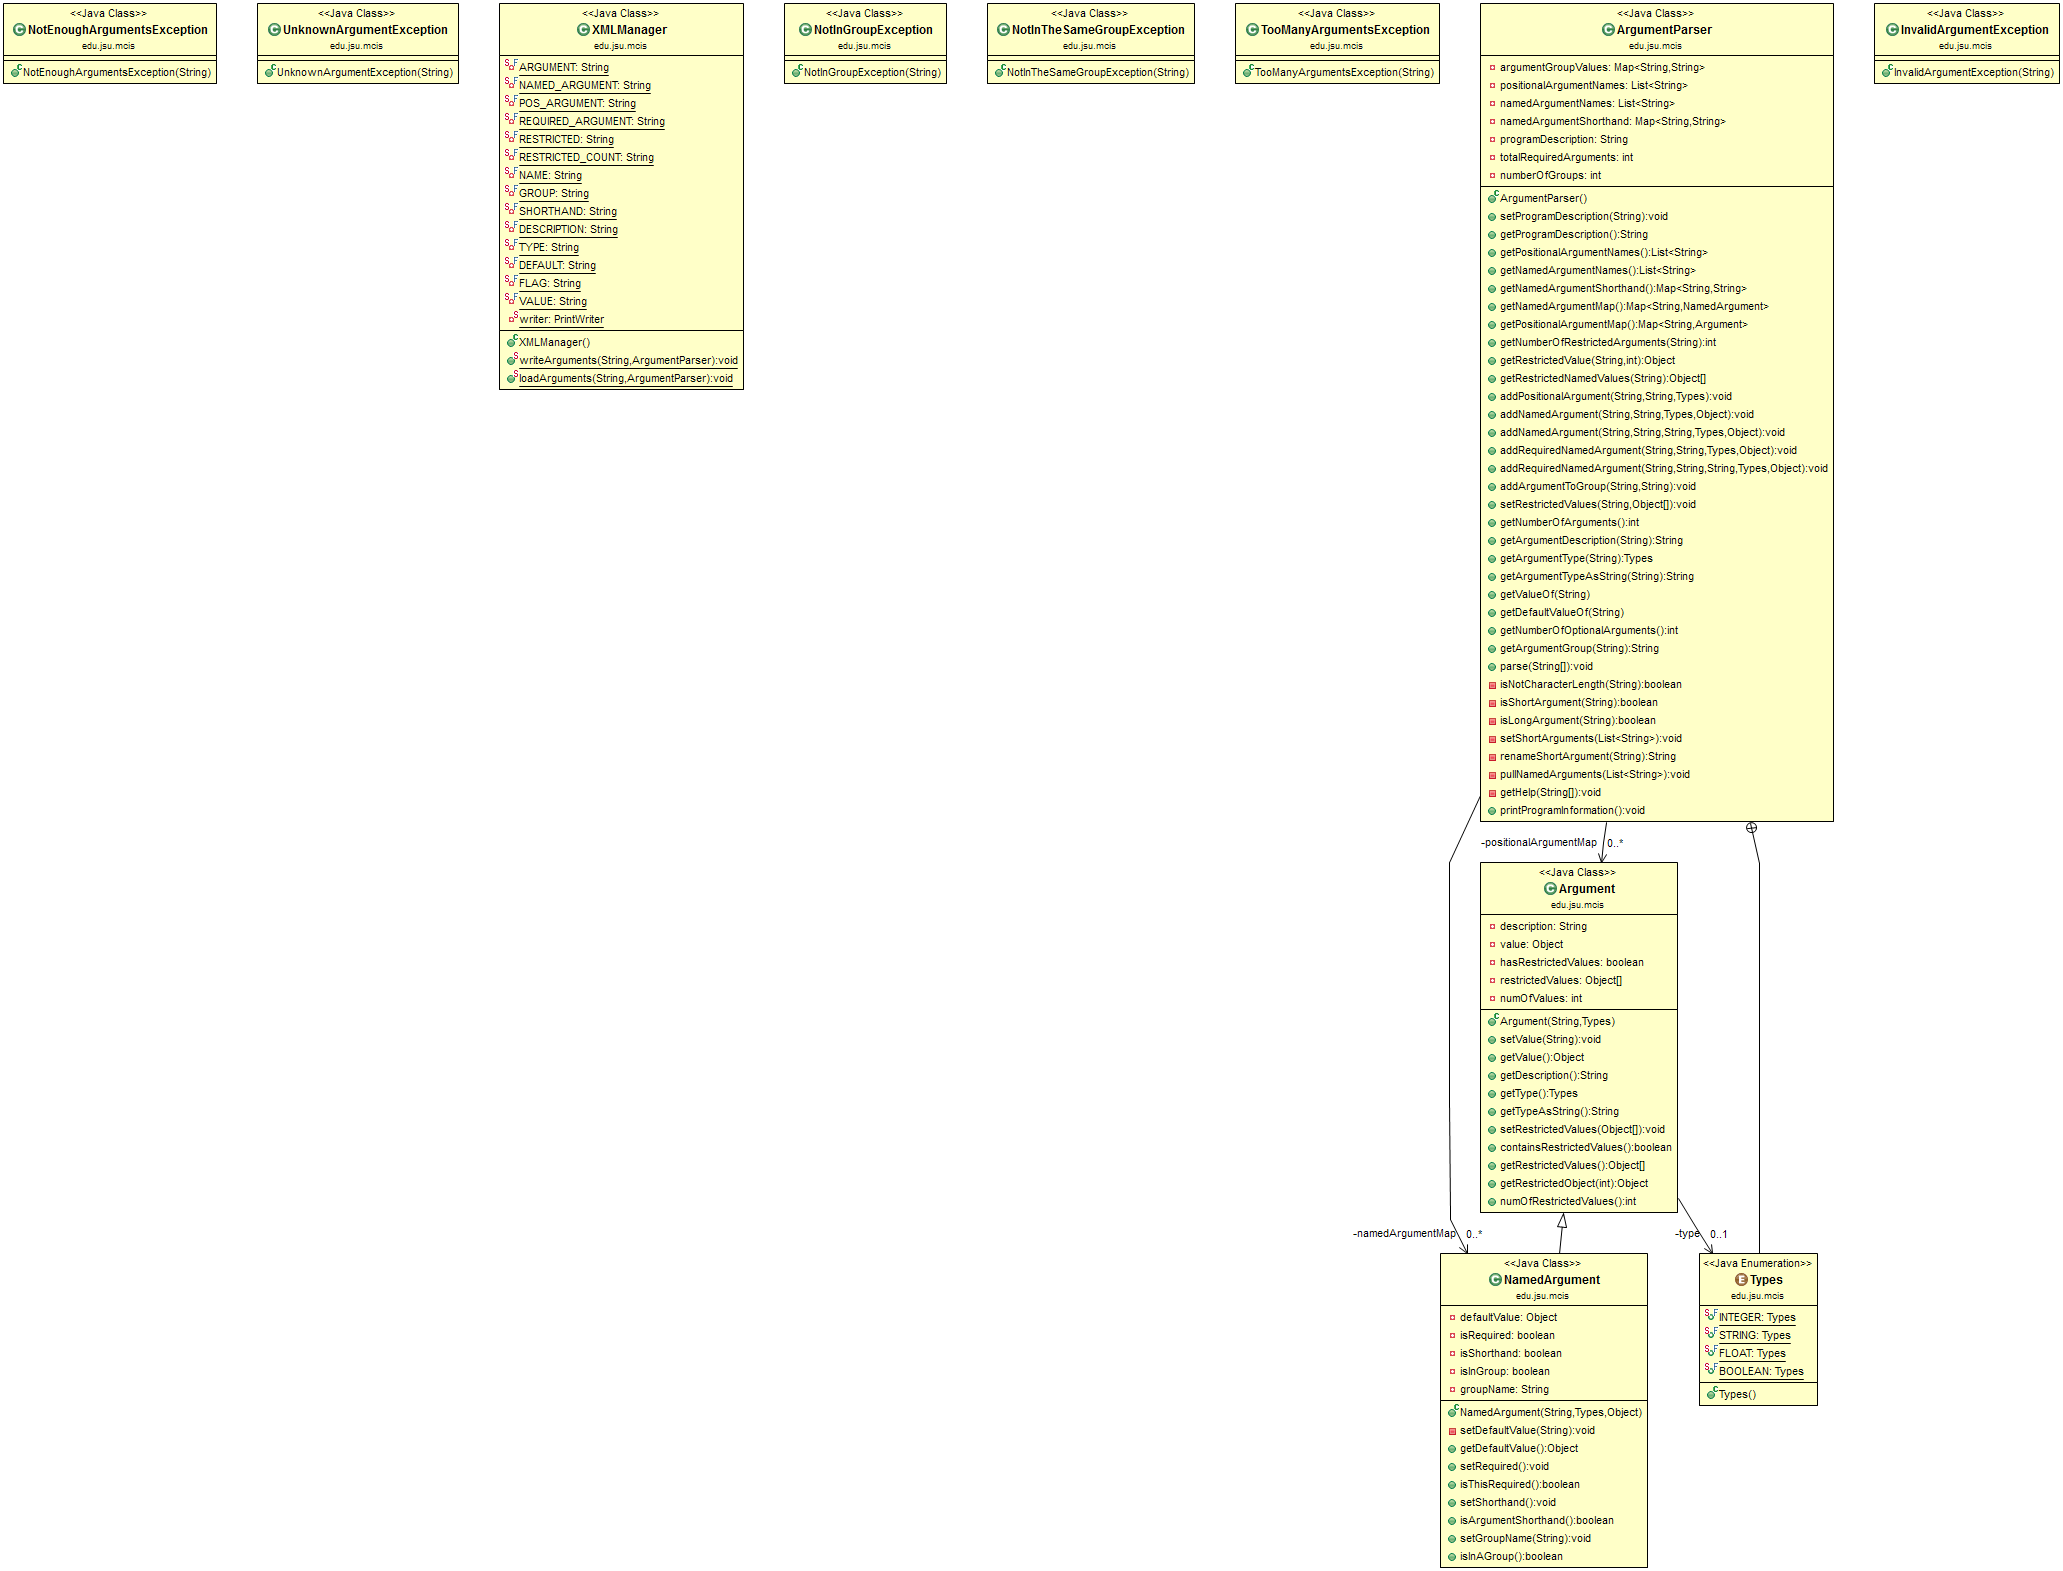 <<Java Class>>
NotEnoughArgumentsException
edu.jsu.mcis
NotEnoughArgumentsException(String)
<<Java Class>>
UnknownArgumentException
edu.jsu.mcis
UnknownArgumentException(String)
<<Java Class>>
XMLManager
edu.jsu.mcis
ARGUMENT: String
NAMED_ARGUMENT: String
POS_ARGUMENT: String
REQUIRED_ARGUMENT: String
RESTRICTED: String
RESTRICTED_COUNT: String
NAME: String
GROUP: String
SHORTHAND: String
DESCRIPTION: String
TYPE: String
DEFAULT: String
FLAG: String
VALUE: String
writer: PrintWriter
XMLManager()
writeArguments(String,ArgumentParser):void
loadArguments(String,ArgumentParser):void
<<Java Class>>
NotInGroupException
edu.jsu.mcis
NotInGroupException(String)
<<Java Class>>
NotInTheSameGroupException
edu.jsu.mcis
NotInTheSameGroupException(String)
<<Java Class>>
TooManyArgumentsException
edu.jsu.mcis
TooManyArgumentsException(String)
<<Java Class>>
ArgumentParser
edu.jsu.mcis
argumentGroupValues: Map<String,String>
positionalArgumentNames: List<String>
namedArgumentNames: List<String>
namedArgumentShorthand: Map<String,String>
programDescription: String
totalRequiredArguments: int
numberOfGroups: int
ArgumentParser()
setProgramDescription(String):void
getProgramDescription():String
getPositionalArgumentNames():List<String>
getNamedArgumentNames():List<String>
getNamedArgumentShorthand():Map<String,String>
getNamedArgumentMap():Map<String,NamedArgument>
getPositionalArgumentMap():Map<String,Argument>
getNumberOfRestrictedArguments(String):int
getRestrictedValue(String,int):Object
getRestrictedNamedValues(String):Object[]
addPositionalArgument(String,String,Types):void
addNamedArgument(String,String,Types,Object):void
addNamedArgument(String,String,String,Types,Object):void
addRequiredNamedArgument(String,String,Types,Object):void
addRequiredNamedArgument(String,String,String,Types,Object):void
addArgumentToGroup(String,String):void
setRestrictedValues(String,Object[]):void
getNumberOfArguments():int
getArgumentDescription(String):String
getArgumentType(String):Types
getArgumentTypeAsString(String):String
getValueOf(String)
getDefaultValueOf(String)
getNumberOfOptionalArguments():int
getArgumentGroup(String):String
parse(String[]):void
isNotCharacterLength(String):boolean
isShortArgument(String):boolean
isLongArgument(String):boolean
setShortArguments(List<String>):void
renameShortArgument(String):String
pullNamedArguments(List<String>):void
getHelp(String[]):void
printProgramInformation():void
<<Java Class>>
InvalidArgumentException
edu.jsu.mcis
InvalidArgumentException(String)
-positionalArgumentMap 0..*
<<Java Class>>
Argument
edu.jsu.mcis
description: String
value: Object
hasRestrictedValues: boolean
restrictedValues: Object[]
numOfValues: int
Argument(String,Types)
setValue(String):void
getValue():Object
getDescription():String
getType():Types
getTypeAsString():String
setRestrictedValues(Object[]):void
containsRestrictedValues():boolean
getRestrictedValues():Object[]
getRestrictedObject(int):Object
numOfRestrictedValues():int
-namedArgumentMap 0..*
-type 0..1
<<Java Class>>
NamedArgument
edu.jsu.mcis
defaultValue: Object
isRequired: boolean
isShorthand: boolean
isInGroup: boolean
groupName: String
NamedArgument(String,Types,Object)
setDefaultValue(String):void
getDefaultValue():Object
setRequired():void
isThisRequired():boolean
setShorthand():void
isArgumentShorthand():boolean
setGroupName(String):void
isInAGroup():boolean
<<Java Enumeration>>
Types
edu.jsu.mcis
INTEGER: Types
STRING: Types
FLOAT: Types
BOOLEAN: Types
Types()